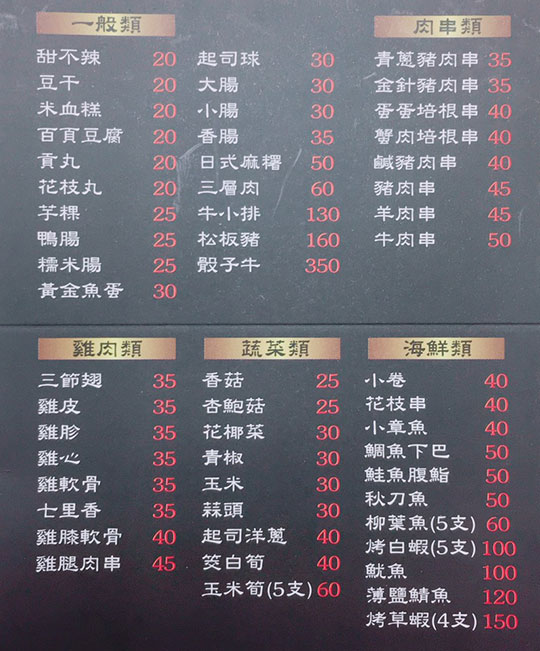 一般類
甜不辣 20
豆干 20
米血糕 20
百頁豆腐 20
貢丸 20
花枝丸 20
芋粿 25
鴨腸 25
糯米腸 25
黃金魚蛋 30
起司球 30
大腸 30
小腸 30
香腸 35
日式麻糬 50
三層肉 60
牛小排 130
松板豬 160
骰子牛 350
肉串類
青蔥豬肉串 35
金針豬肉串 35
蛋蛋培根串 40
蟹肉培根串 40
鹹豬肉串 40
豬肉串 45
羊肉串 45
牛肉串 50
雞肉類
三節翅 35
雞皮 35
雞胗 35
雞心 35
雞軟骨 35
七里香 35
雞膝軟骨 40
雞腿肉串 45
蔬菜類
香菇 25
杏鮑菇 25
花椰菜 30
青椒 30
玉米 30
蒜頭 30
起司洋蔥 40
筊白筍 40
玉米筍(5支) 60
海鮮類
小卷 40
花枝串 40
小章魚 40
鯛魚下巴 50
鮭魚腹鮨 50
秋刀魚 50
柳葉魚(5支) 60
烤白蝦(5支) 100
魷魚 100
薄鹽鯖魚 120
烤草蝦(4支) 150